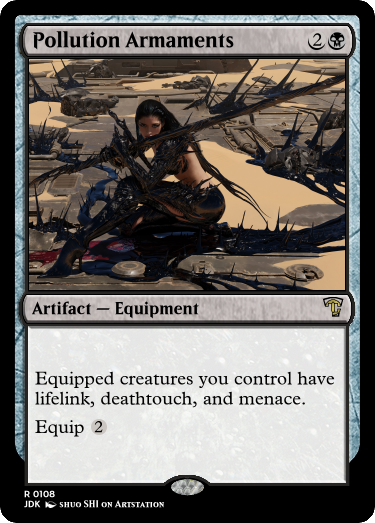 Pollution Armaments 2
Artifact — Equipment
Equipped creatures you control have
lifelink, deathtouch, and menace.
Equip 2
R 0108
JDK shuo SHI on Artstation